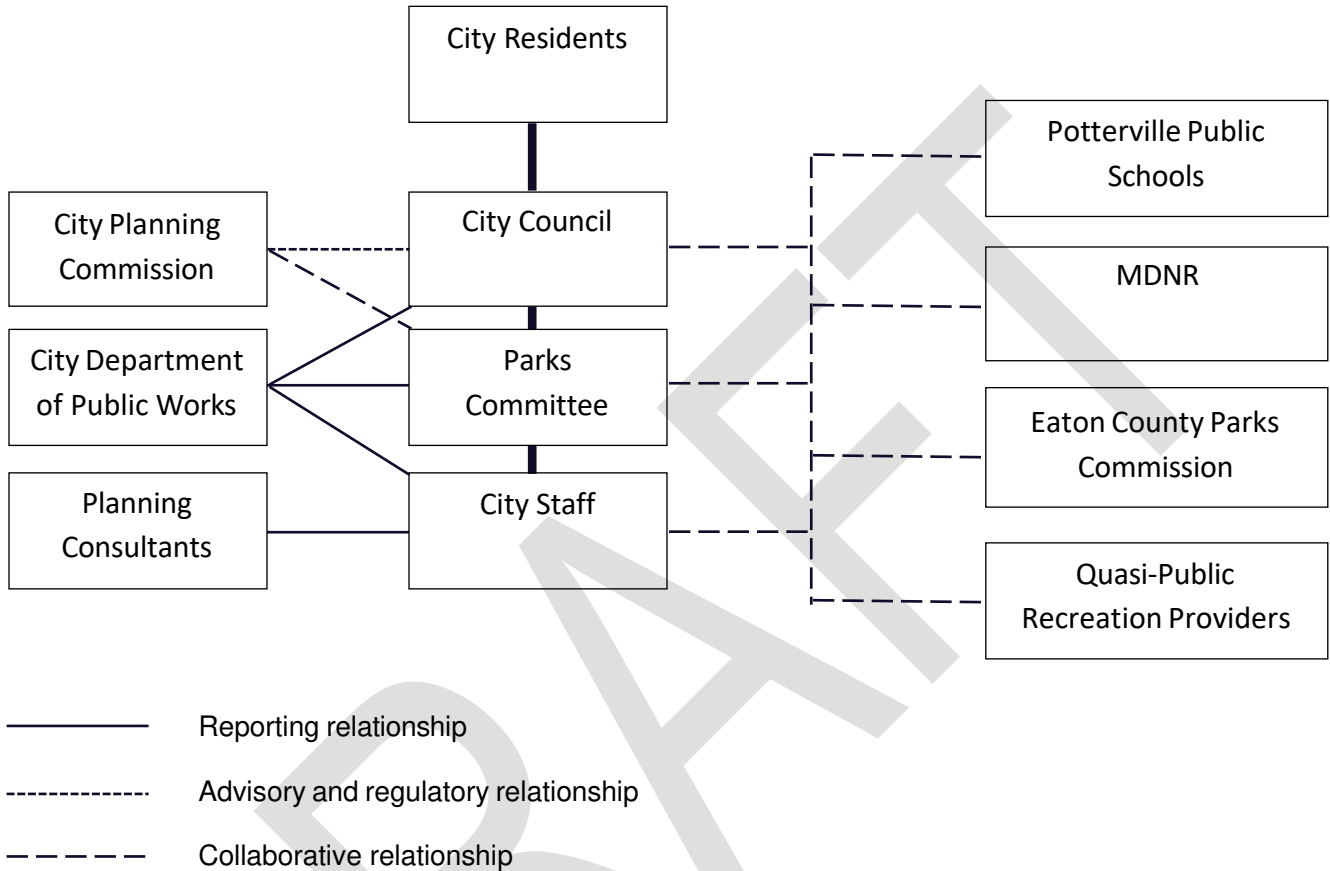 City Residents
Potterville Public
Schools
City Planning
Commission
City Council
MDNR
City Department
of Public Works
Parks
Committee
Eaton County Parks
Commission
Planning
Consultants
City Staff
Quasi-Public
Recreation Providers
Reporting relationship
Advisory and regulatory relationship
Collaborative relationship
DRAFT